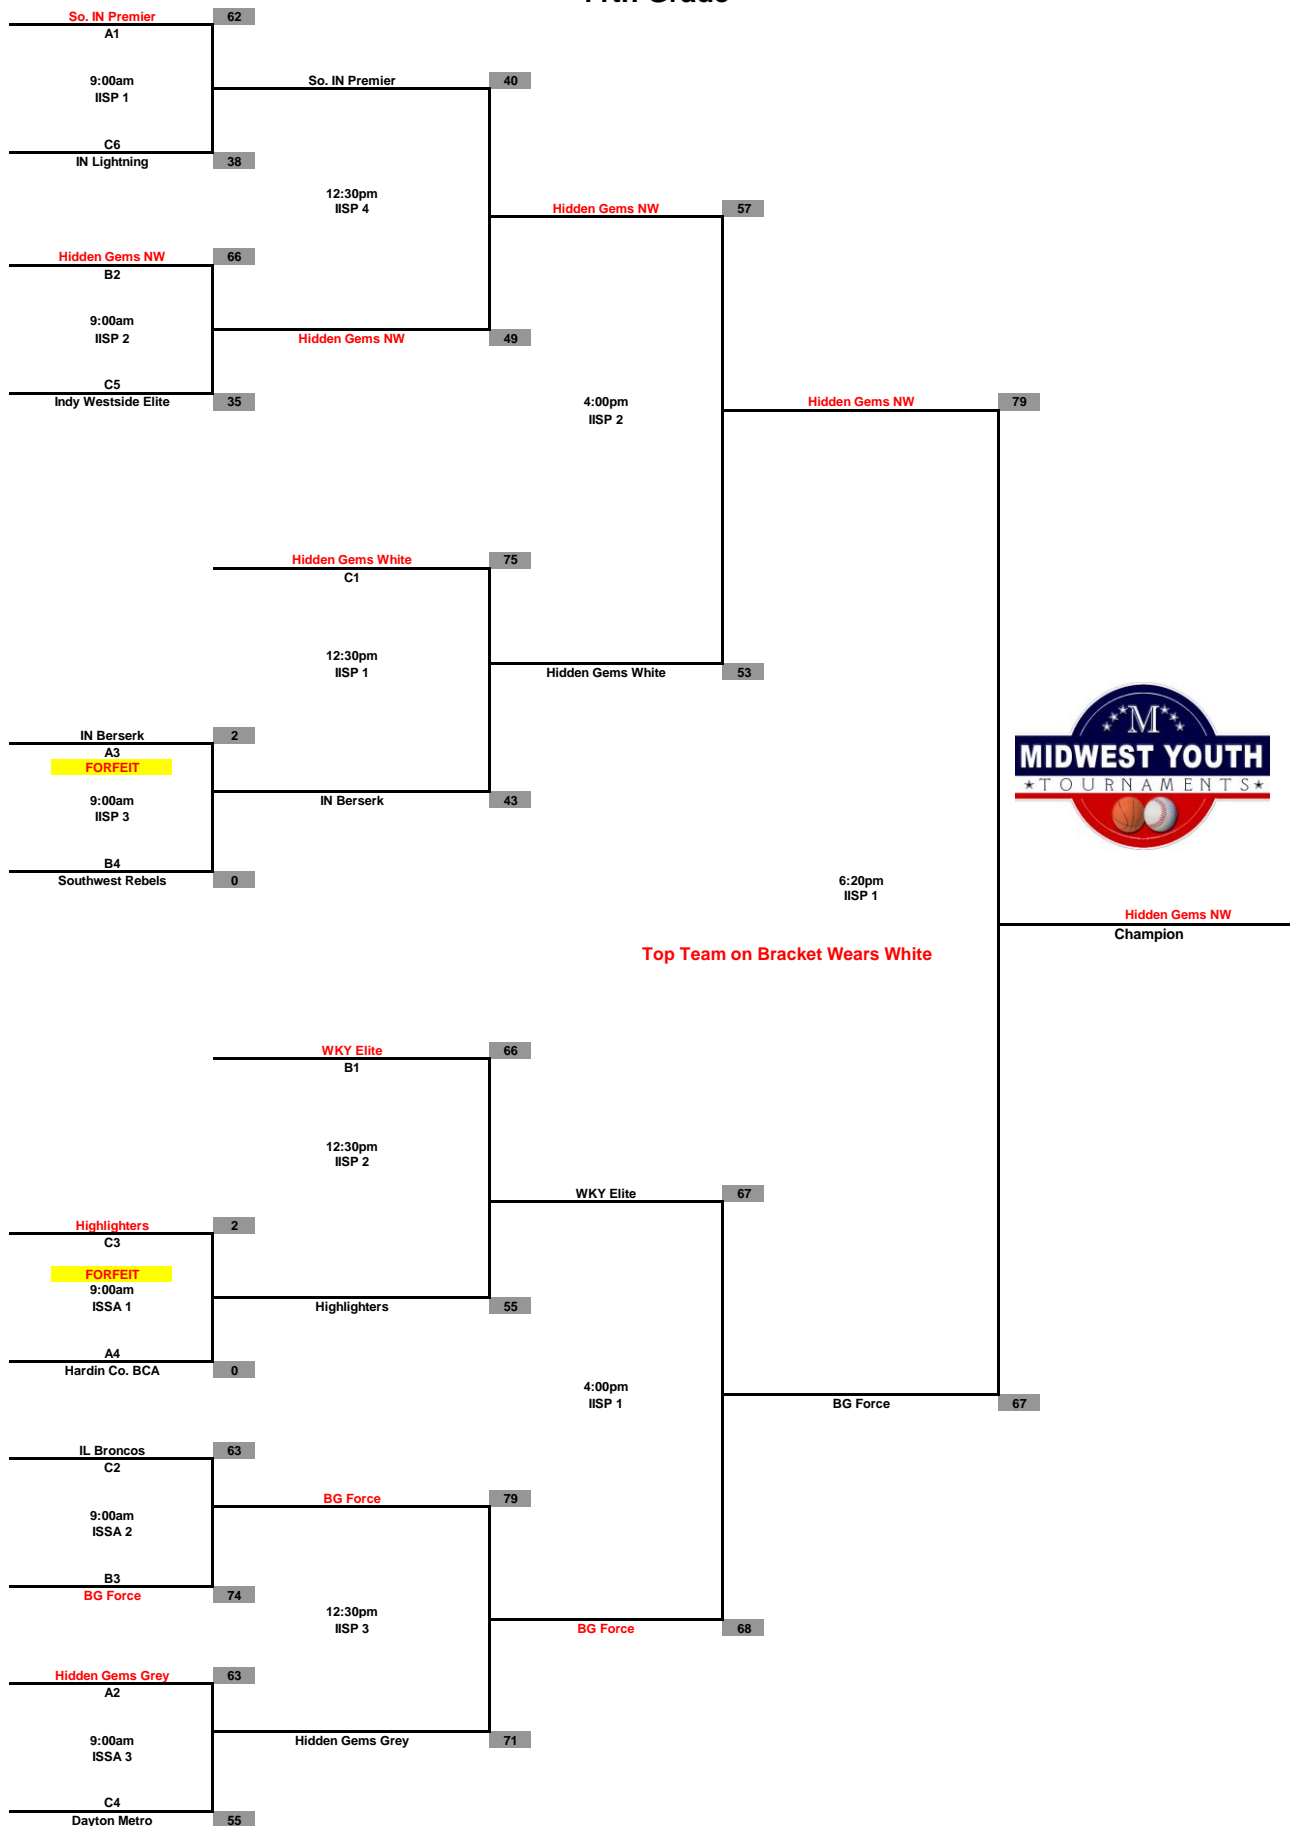 So. IN Premier 62
A1
9:00am
IISP 1
C6
IN Lightning 38
So. IN Premier 40
12:30pm
IISP 4
Hidden Gems NW 57
Hidden Gems NW 66
B2
9:00am
IISP 2
C5
Indy Westside Elite 35
Hidden Gems NW 49
4:00pm
IISP 2
Hidden Gems NW 79
Hidden Gems White 75
C1
12:30pm
IISP 1
Hidden Gems White 53
IN Berserk 2
A3
FORFEIT
9:00am
IISP 3
B4
Southwest Rebels 0
IN Berserk 43
M
MIDWEST YOUTH
TOURNAMENTS
6:20pm
IISP 1
Hidden Gems NW
Champion
Top Team on Bracket Wears White
WKY Elite 66
B1
12:30pm
IISP 2
WKY Elite 67
Highlighters 2
C3
FORFEIT
9:00am
ISSA 1
A4
Hardin Co. BCA 0
Highlighters 55
4:00pm
IISP 1
BG Force 67
IL Broncos 63
C2
9:00am
ISSA 2
B3
BG Force 74
BG Force 79
12:30pm
IISP 3
BG Force 68
Hidden Gems Grey 63
A2
9:00am
ISSA 3
C4
Dayton Metro 55
Hidden Gems Grey 71